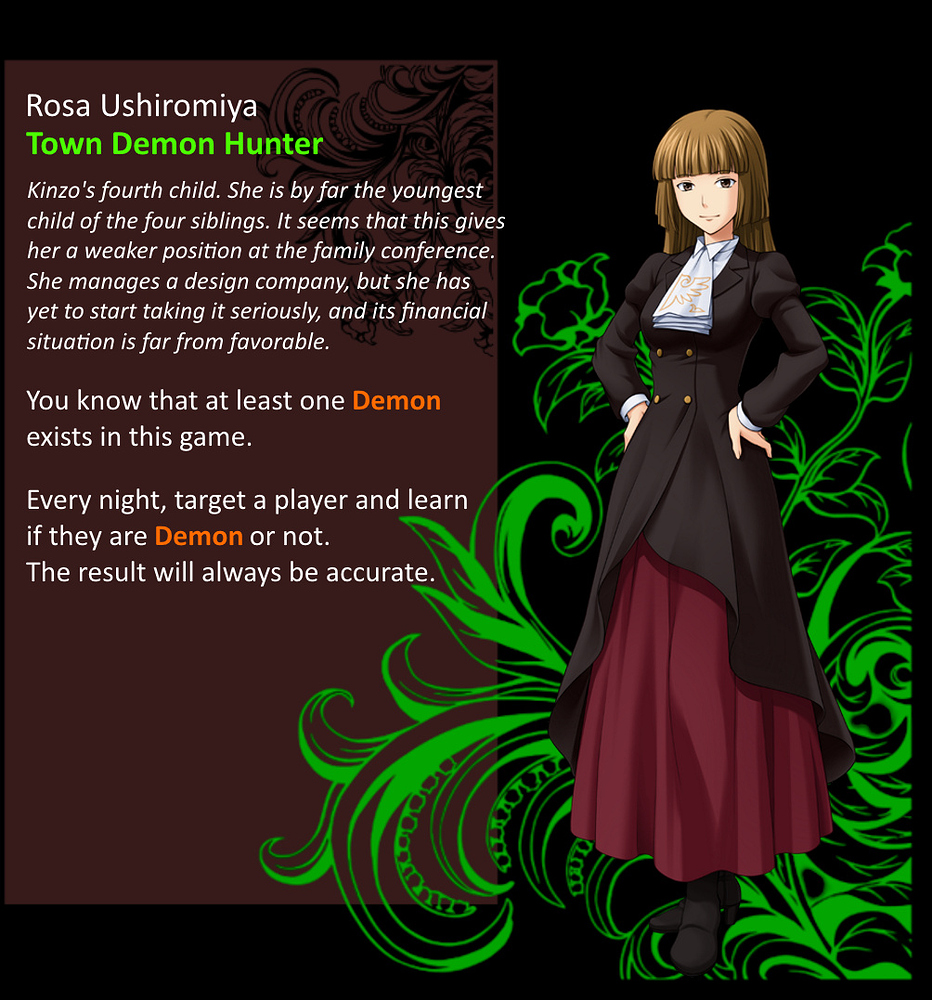 Rosa Ushiromiya
Town Demon Hunter
Kinzo's fourth child. She is by far the youngest
child of the four siblings. It seems that this gives
her a weaker position at the family conference.
She manages a design company, but she has
yet to start taking it seriously, and its financial
situation is far from favorable.
You know that at least one Demon
exists in this game.
Every night, target a player and learn
if they are Demon or not.
The result will always be accurate.